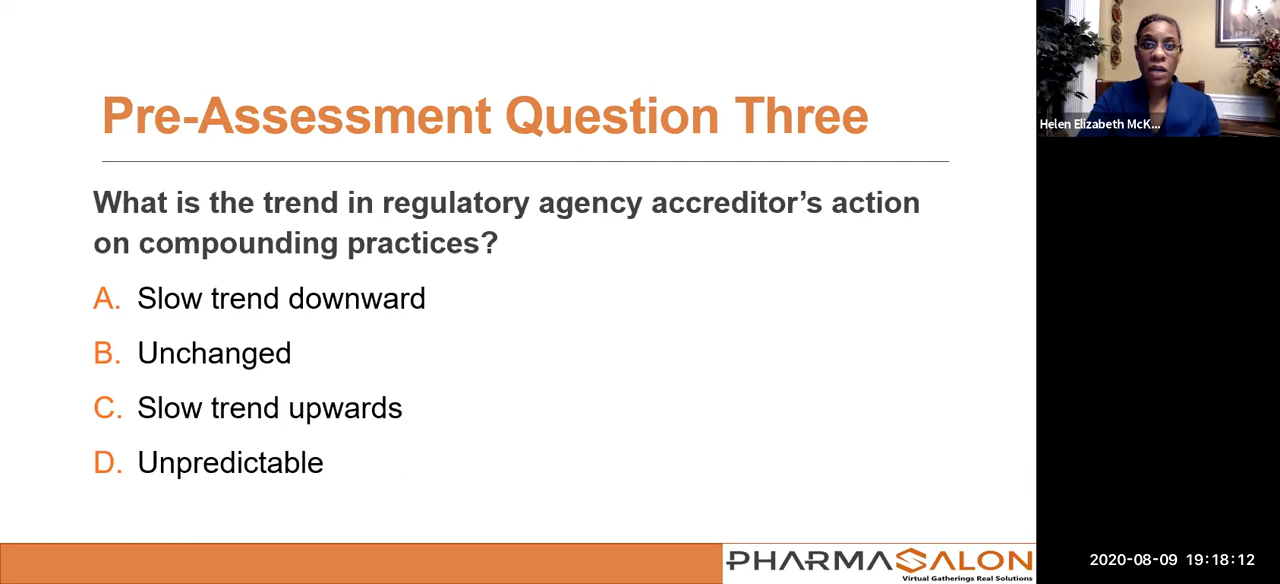 Pre-Assessment Question Three
What is the trend in regulatory agency accreditor’s action
on compounding practices?
A. Slow trend downward
B. Unchanged
C. Slow trend upwards
D. Unpredictable
PHARMASALON
Virtual Gatherings Real Solutions
Helen Elizabeth McK...
2020-08-09 19:18:12